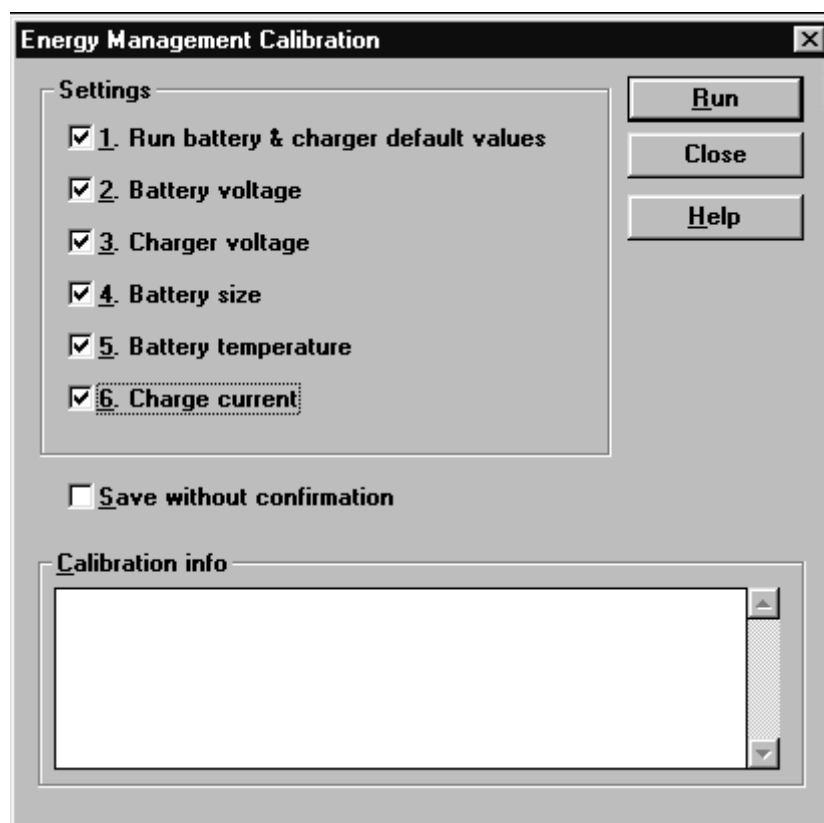 Energy Management Calibration
Settings
1. Run battery & charger default values
2. Battery voltage
3. Charger voltage
4. Battery size
5. Battery temperature
6. Charge current
Run
Close
Help
Save without confirmation
Calibration info